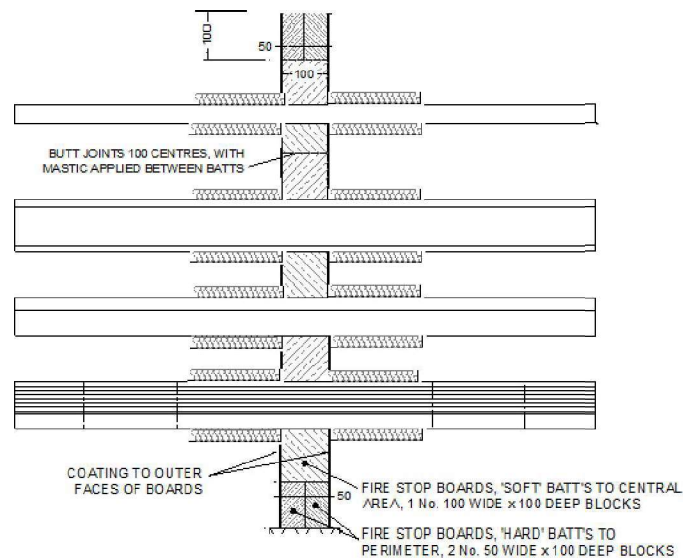 100
50
100
BUTT JOINTS 100 CENTRES, WITH
MASTIC APPLIED BETWEEN BATTS
COATING TO OUTER
FACES OF BOARDS
50
FIRE STOP BOARDS, 'SOFT' BATT'S TO CENTRAL
AREA, 1 No. 100 WIDE x 100 DEEP BLOCKS
FIRE STOP BOARDS, 'HARD' BATT'S TO
PERIMETER, 2 No. 50 WIDE x 100 DEEP BLOCKS